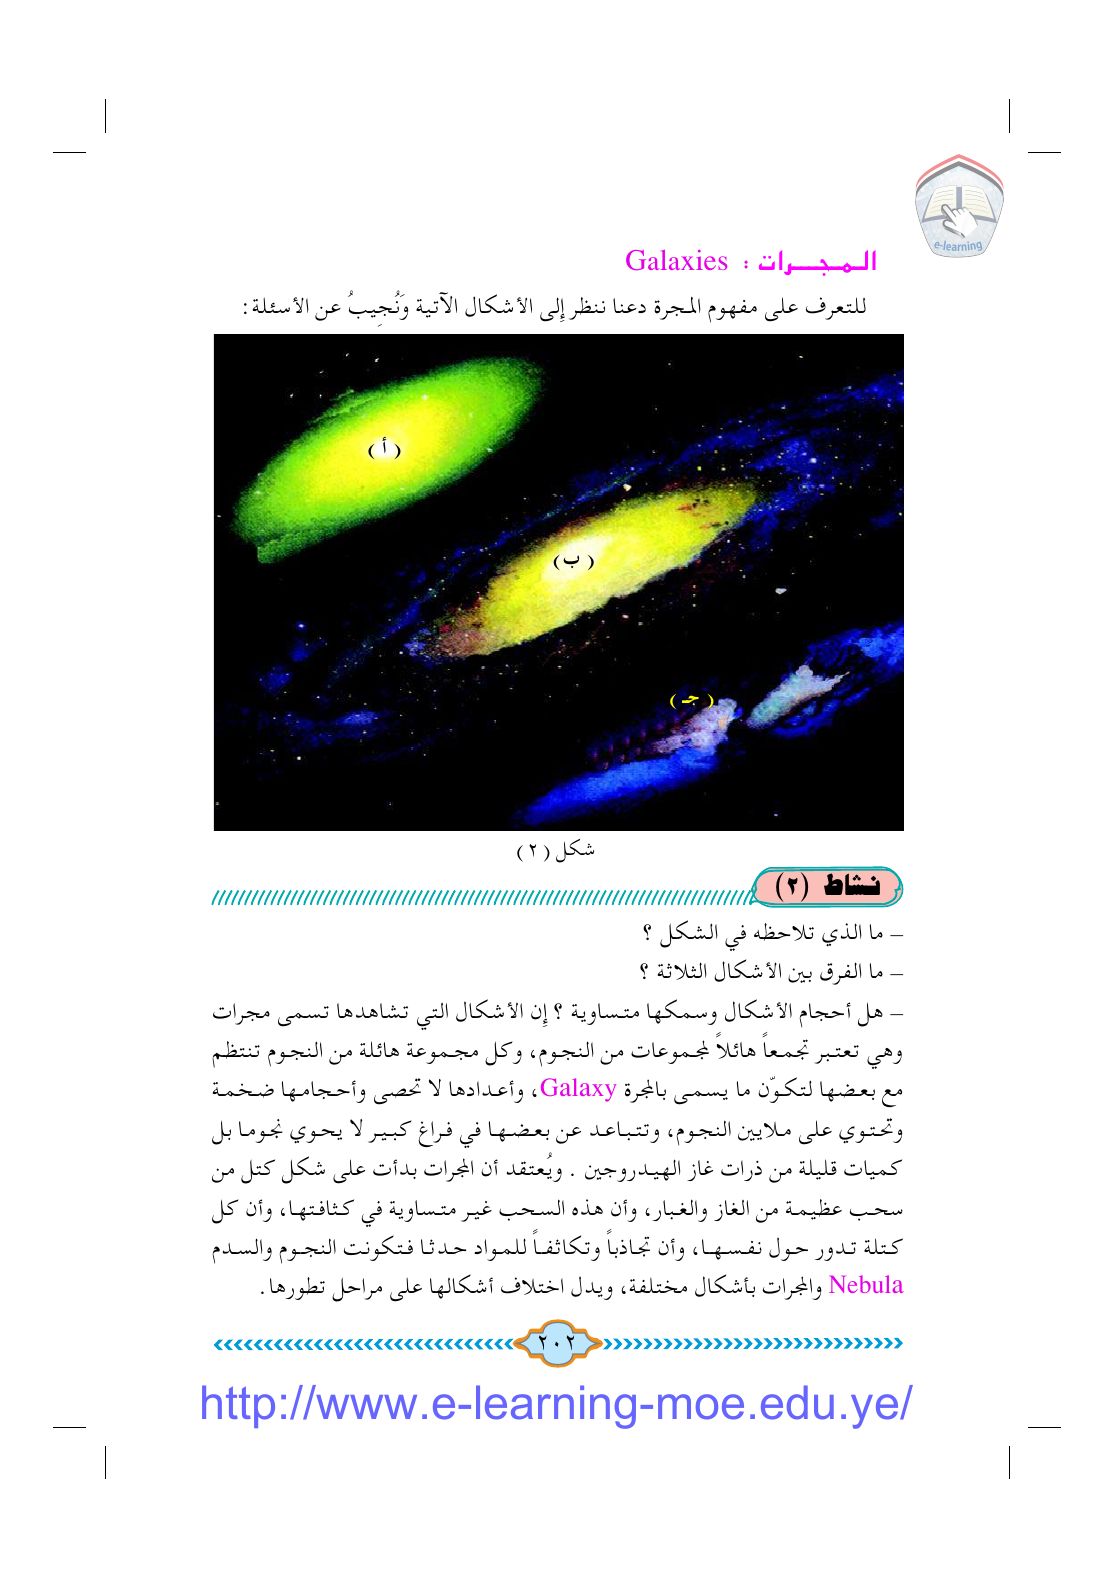 e-learning
المجرات : Galaxies
للتعرف على مفهوم المجرة دعنا ننظر إِلى الأشكال الآتية وَنُجِيبُ عن الأسئلة :
( أ )
( ب )
( جـ )
شكل ( ٢ )
نشاط (٢)
– ما الذي تلاحظه في الشكل ؟
– ما الفرق بين الأشكال الثلاثة ؟
– هل أحجام الأشكال وسمكها متساوية ؟ إِن الأشكال التي تشاهدها تسمى مجرات
وهي تعتبر تجمعاً هائلاً لمجموعات من النجوم، وكل مجموعة هائلة من النجوم تنتظم
مع بعضها لتكوّن ما يسمى بالمجرة Galaxy، وأعدادها لا تحصى وأحجامها ضخمة
وتحتوي على ملايين النجوم، وتتباعد عن بعضها في فراغ كبير لا يحوي نجوما بل
كميات قليلة من ذرات غاز الهيدروجين . ويُعتقد أن المجرات بدأت على شكل كتل من
سحب عظيمة من الغاز والغبار، وأن هذه السحب غير متساوية في كثافتها، وأن كل
كتلة تدور حول نفسها، وأن تجاذباً وتكاثفاً للمواد حدثا فتكونت النجوم والسدم
Nebula والمجرات بأشكال مختلفة، ويدل اختلاف أشكالها على مراحل تطورها .
٢٠٢
http://www.e-learning-moe.edu.ye/